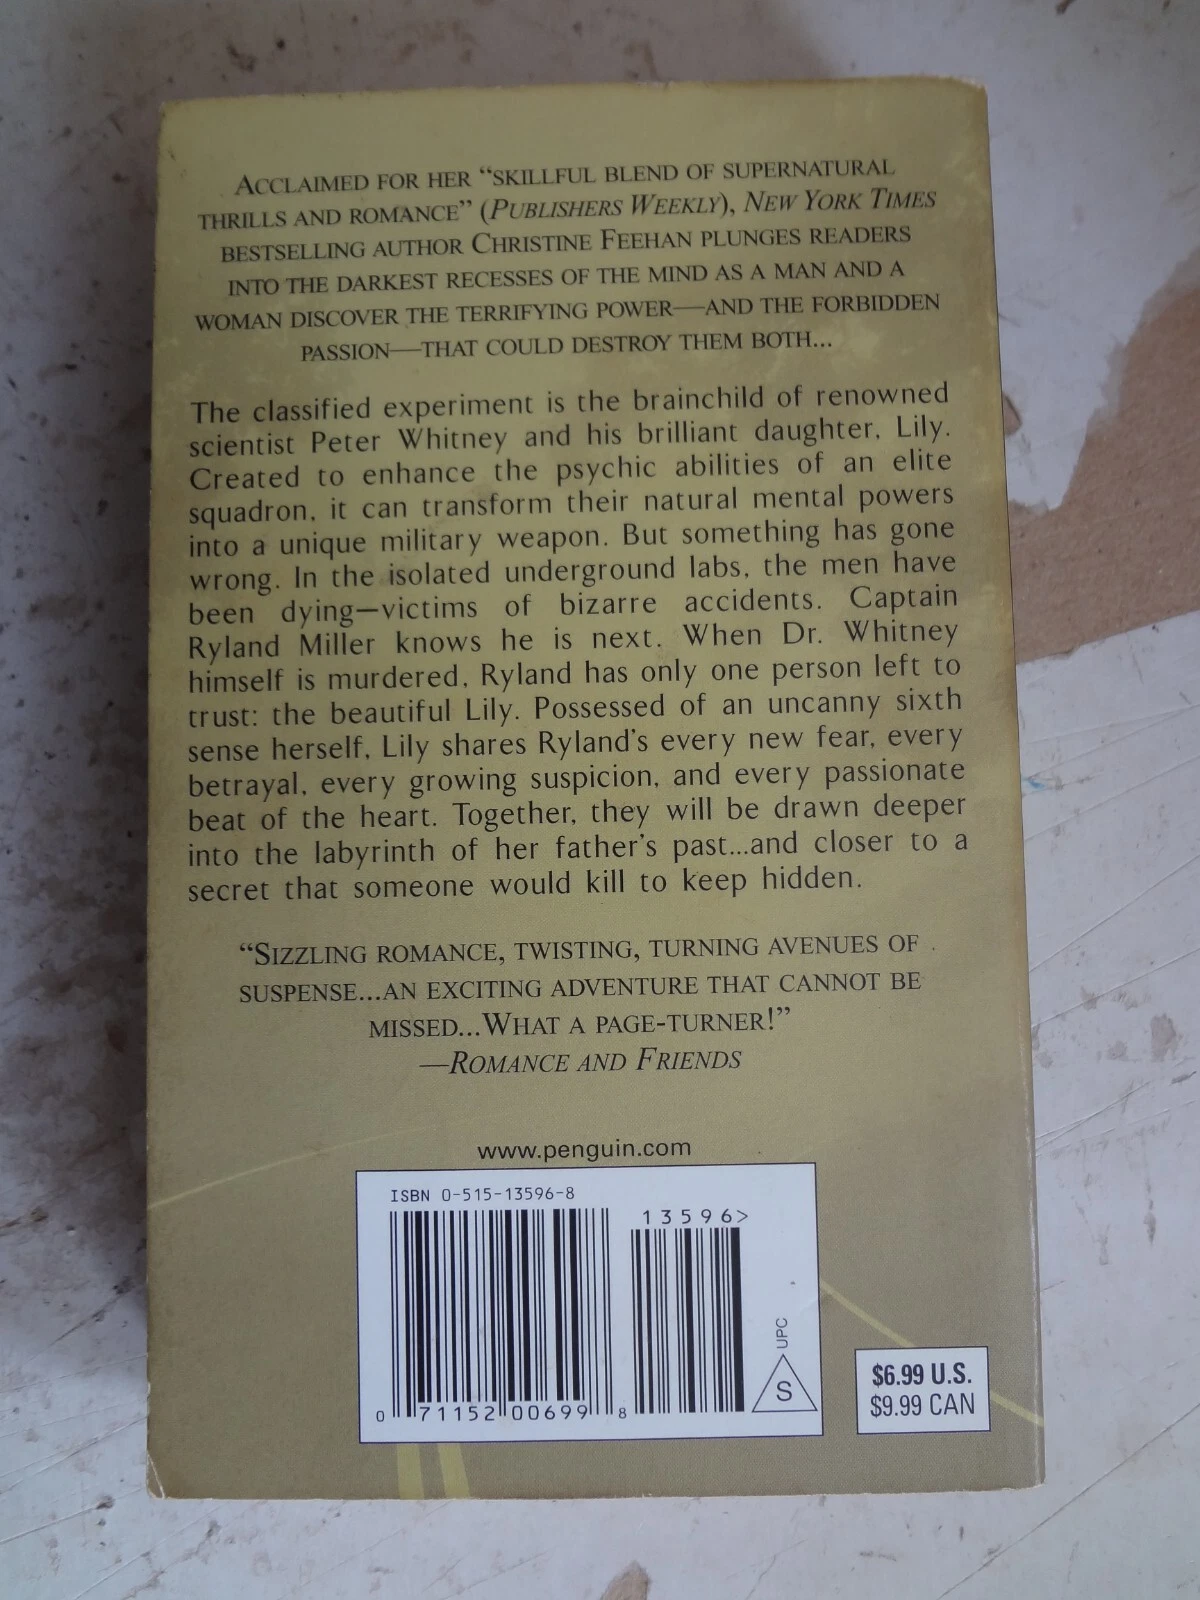 ACCLAIMED FOR HER “SKILLFUL BLEND OF SUPERNATURAL
THRILLS AND ROMANCE” (PUBLISHERS WEEKLY), NEW YORK TIMES
BESTSELLING AUTHOR CHRISTINE FEEHAN PLUNGES READERS
INTO THE DARKEST RECESSES OF THE MIND AS A MAN AND A
WOMAN DISCOVER THE TERRIFYING POWER—AND THE FORBIDDEN
PASSION—THAT COULD DESTROY THEM BOTH...
The classified experiment is the brainchild of renowned
scientist Peter Whitney and his brilliant daughter, Lily.
Created to enhance the psychic abilities of an elite
squadron, it can transform their natural mental powers
into a unique military weapon. But something has gone
wrong. In the isolated underground labs, the men have
been dying—victims of bizarre accidents. Captain
Ryland Miller knows he is next. When Dr. Whitney
himself is murdered, Ryland has only one person left to
trust: the beautiful Lily. Possessed of an uncanny sixth
sense herself, Lily shares Ryland's every new fear, every
betrayal, every growing suspicion, and every passionate
beat of the heart. Together, they will be drawn deeper
into the labyrinth of her father's past...and closer to a
secret that someone would kill to keep hidden.
“SIZZLING ROMANCE, TWISTING, TURNING AVENUES OF
SUSPENSE...AN EXCITING ADVENTURE THAT CANNOT BE
MISSED...WHAT A PAGE-TURNER!”
—ROMANCE AND FRIENDS
www.penguin.com
ISBN 0-515-13596-8
13596>
0 71152 00699 8
UPC
S
$6.99 U.S.
$9.99 CAN